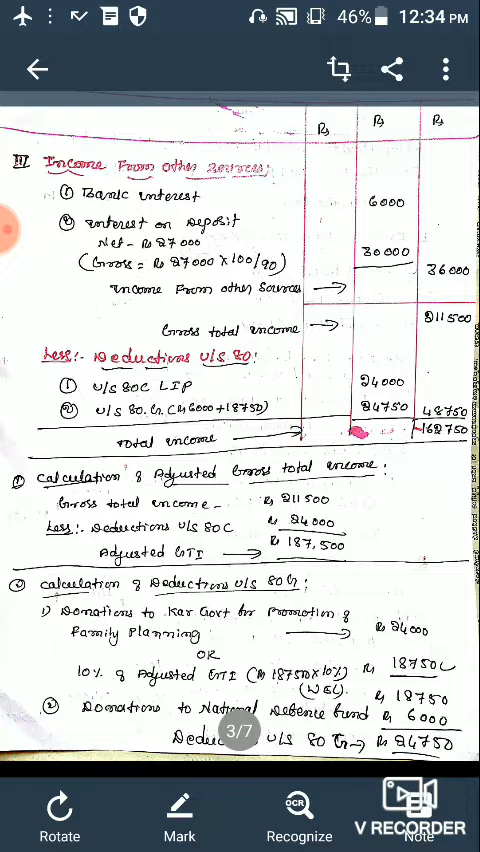 46% 12:34 PM
Rs Rs Rs
III Income From Other Sources:
① Bank interest 6000
② interest on Deposit
Net - Rs 27000 30000
(Gross = Rs 27000 × 100/90) 36000
Income From other Sources →
Gross total income → 211500
Less:- Deductions U/S 80:
① U/S 80C LIP 24000
② U/S 80.G. (Rs 6000 + 18750) 24750 48750
Total income → 162750
① Calculation of Adjusted Gross total income:
Gross total income - Rs 211500
Less:- Deductions U/S 80C Rs 24000
Adjusted GTI → Rs 187,500
② Calculation of Deductions U/S 80G:
1) Donations to Kar Govt for Promotion of
Family Planning → Rs 24000
OR
10% of Adjusted GTI (Rs 187500 × 10%) Rs 18750
(W.E.L) Rs 18750
② Donations to National Defence fund Rs 6000
U/S 80 G → Rs 24750
3/7
Rotate Mark OCR Recognize Note
V RECORDER